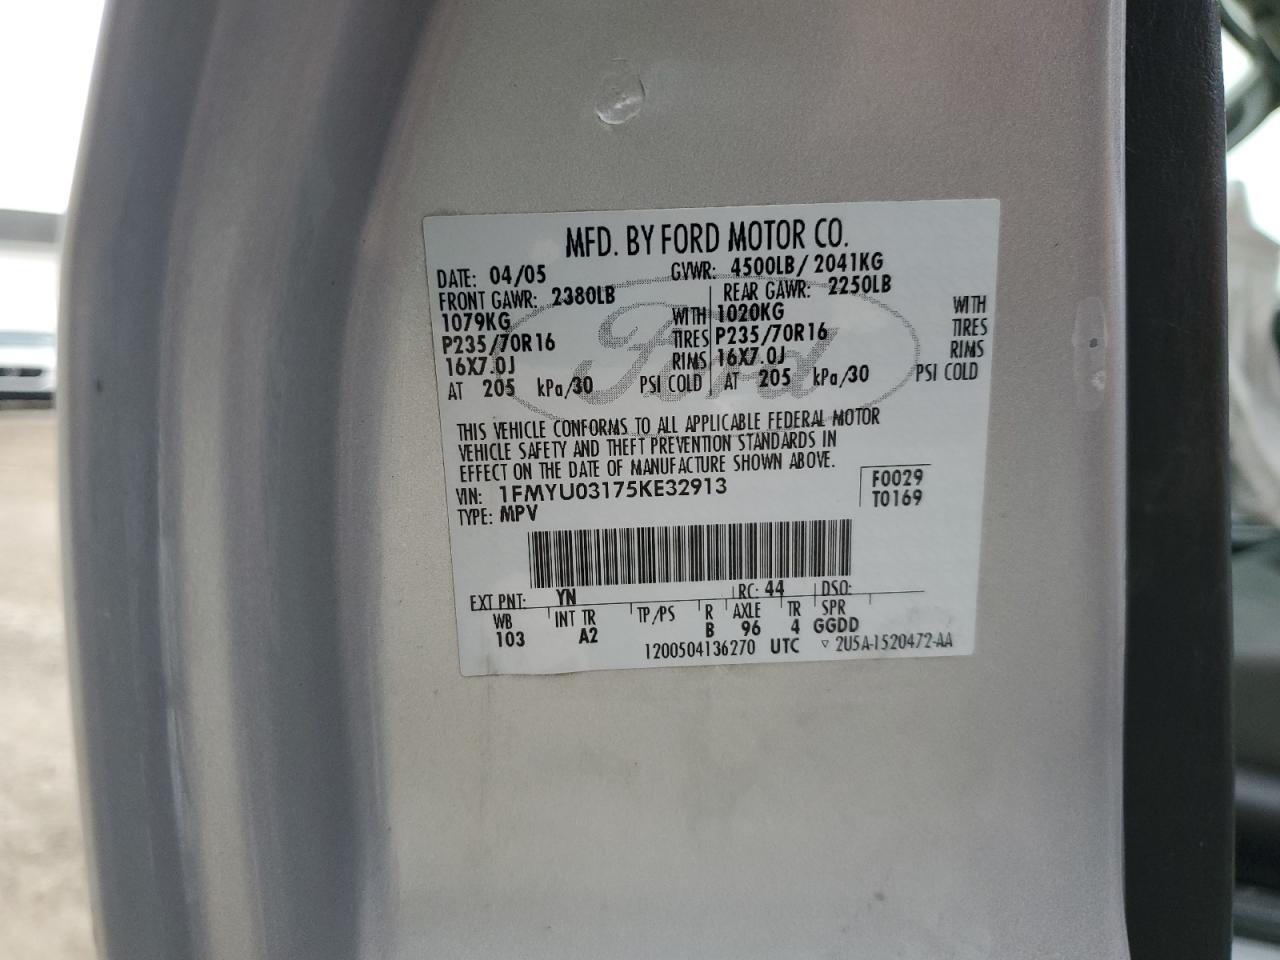 MFD. BY FORD MOTOR CO.
DATE: 04/05 GVWR: 4500LB/ 2041KG
FRONT GAWR: 2380LB REAR GAWR: 2250LB
1079KG WITH 1020KG WITH
P235/70R16 TIRES P235/70R16 TIRES
16X7.0J RIMS 16X7.0J RIMS
AT 205 kPa/30 PSI COLD AT 205 kPa/30 PSI COLD
Ford
THIS VEHICLE CONFORMS TO ALL APPLICABLE FEDERAL MOTOR
VEHICLE SAFETY AND THEFT PREVENTION STANDARDS IN
EFFECT ON THE DATE OF MANUFACTURE SHOWN ABOVE.
VIN: 1FMYU03175KE32913 F0029
TYPE: MPV T0169
EXT PNT: YN RC: 44 DSO:
WB INT TR TP/PS R AXLE TR SPR
103 A2 B 96 4 GGDD
1200504136270 UTC ▽ 2U5A-1520472-AA